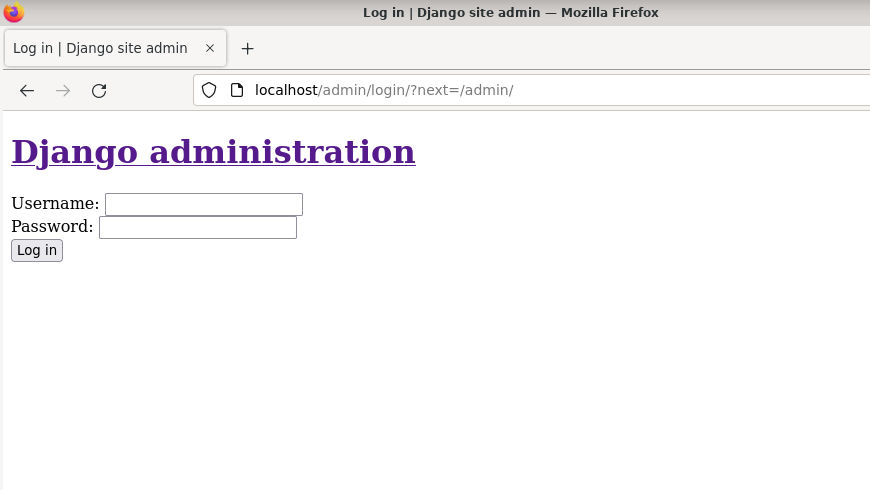 Log in | Django site admin — Mozilla Firefox
Log in | Django site admin
localhost/admin/login/?next=/admin/
Django administration
Username:
Password:
Log in